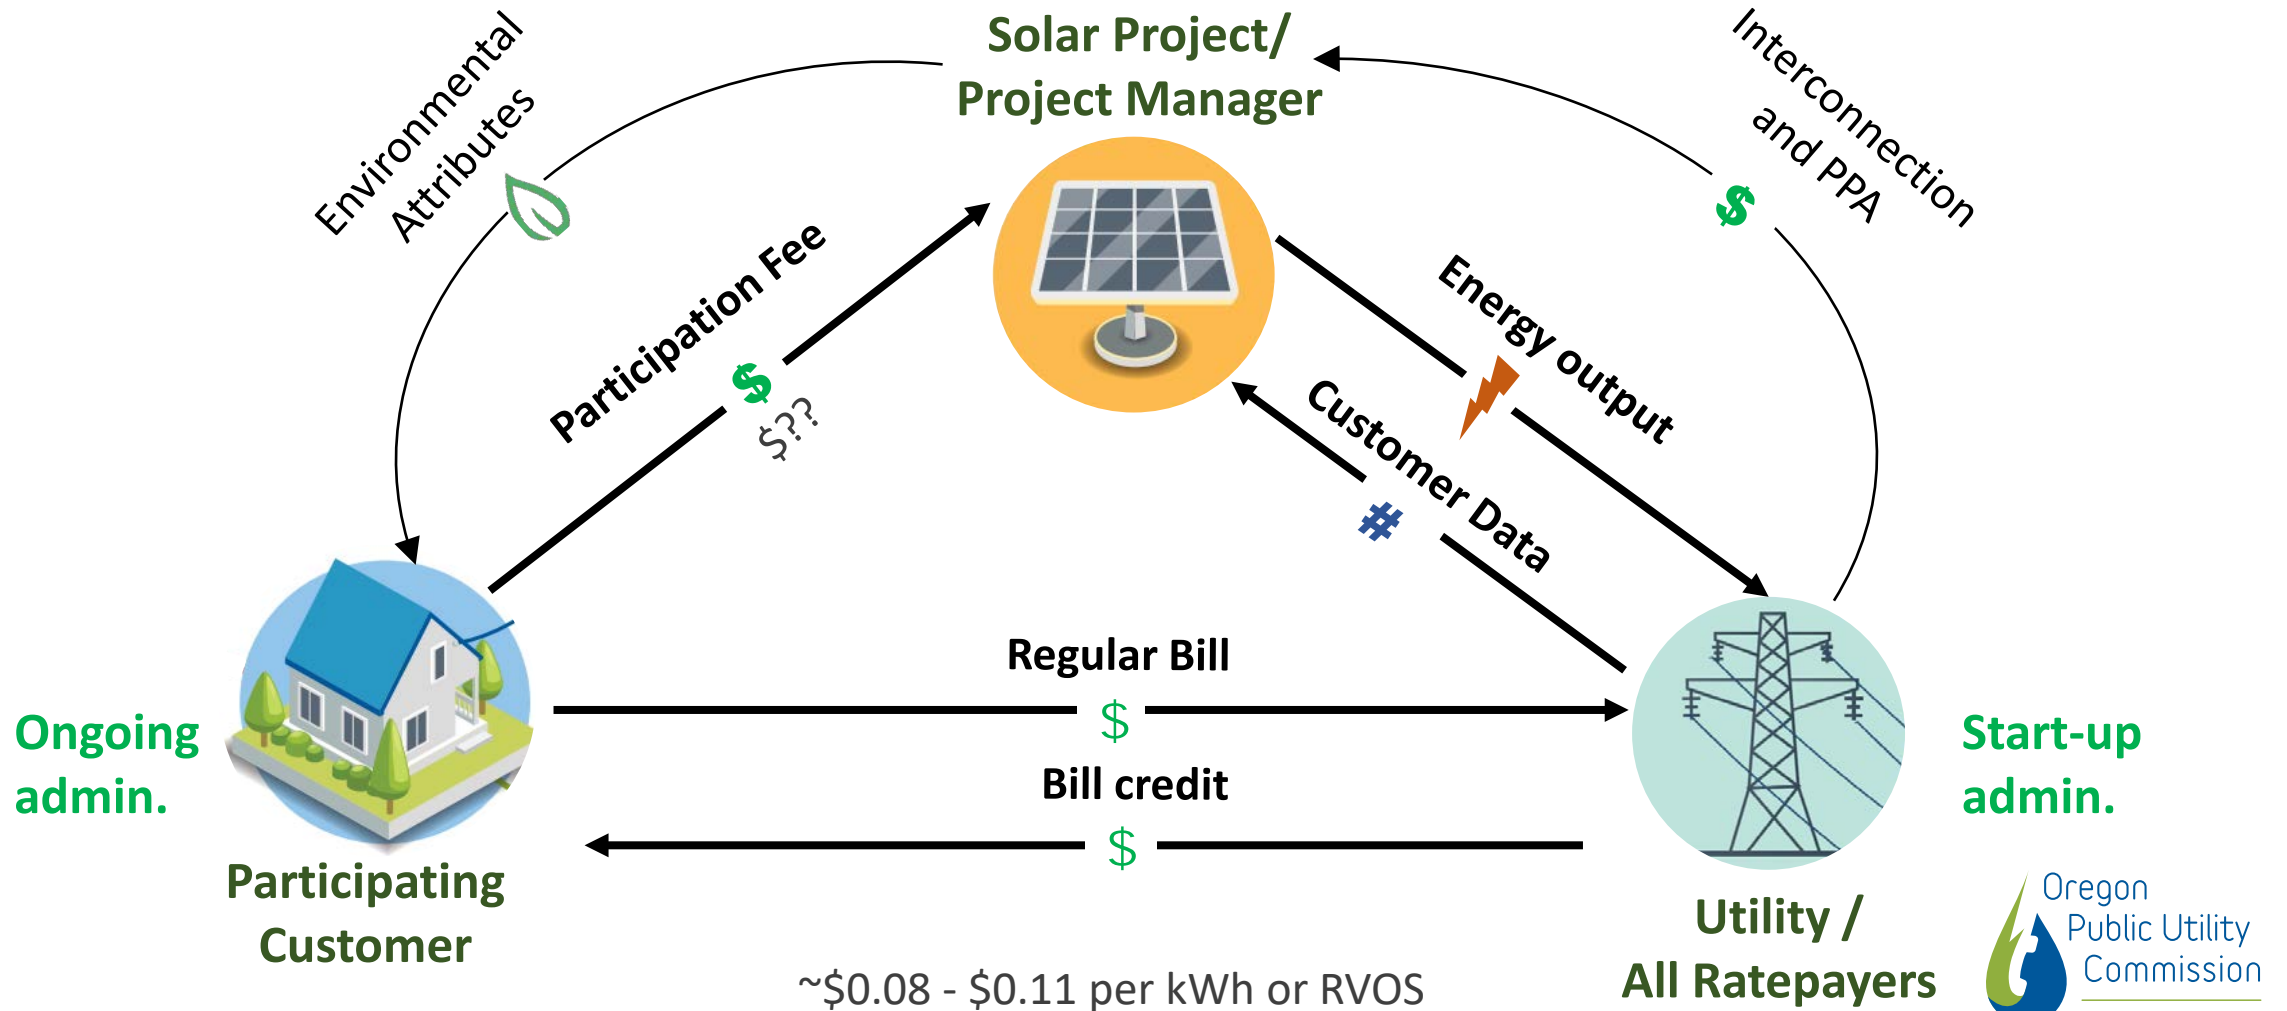 Solar Project/
Project Manager
Environmental
Attributes
Interconnection
and PPA
$
Participation Fee
$
$??
Energy output
Customer Data
#
Regular Bill
$
Bill credit
$
Ongoing
admin.
Start-up
admin.
Participating
Customer
Utility /
All Ratepayers
~$0.08 - $0.11 per kWh or RVOS
Oregon
Public Utility
Commission